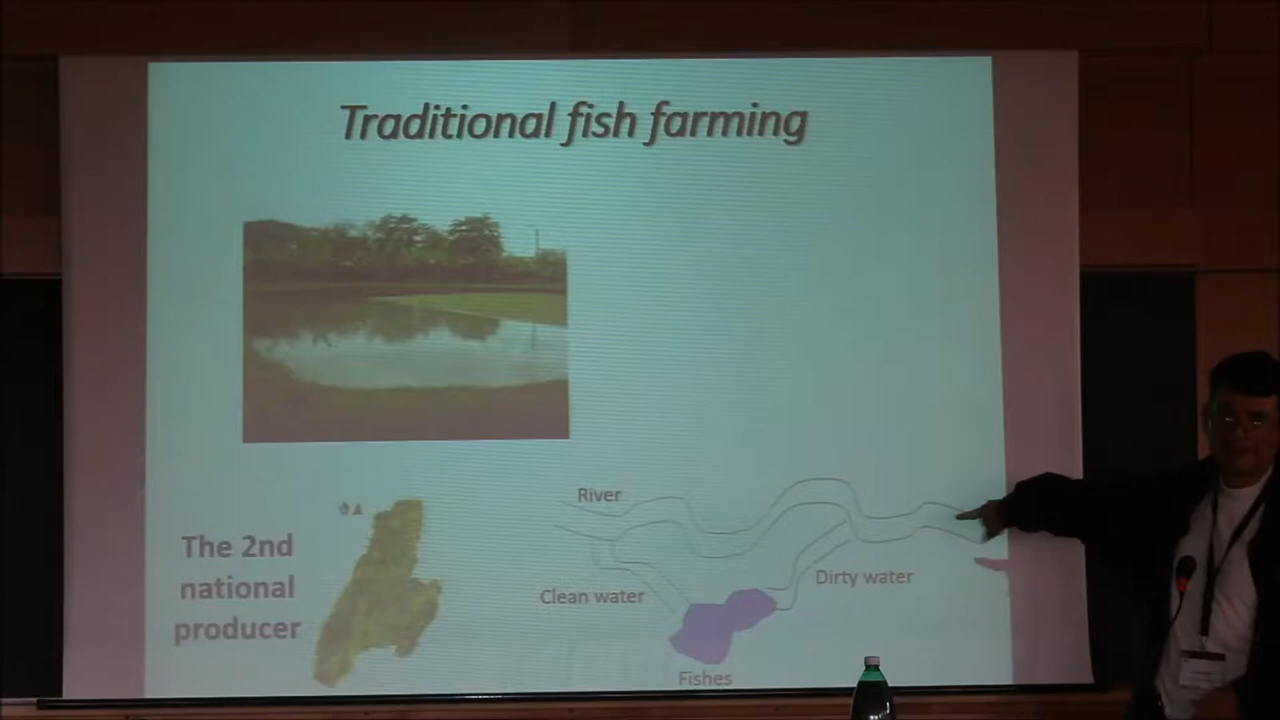 Traditional fish farming
River
The 2nd
national
producer
Clean water
Dirty water
Fishes